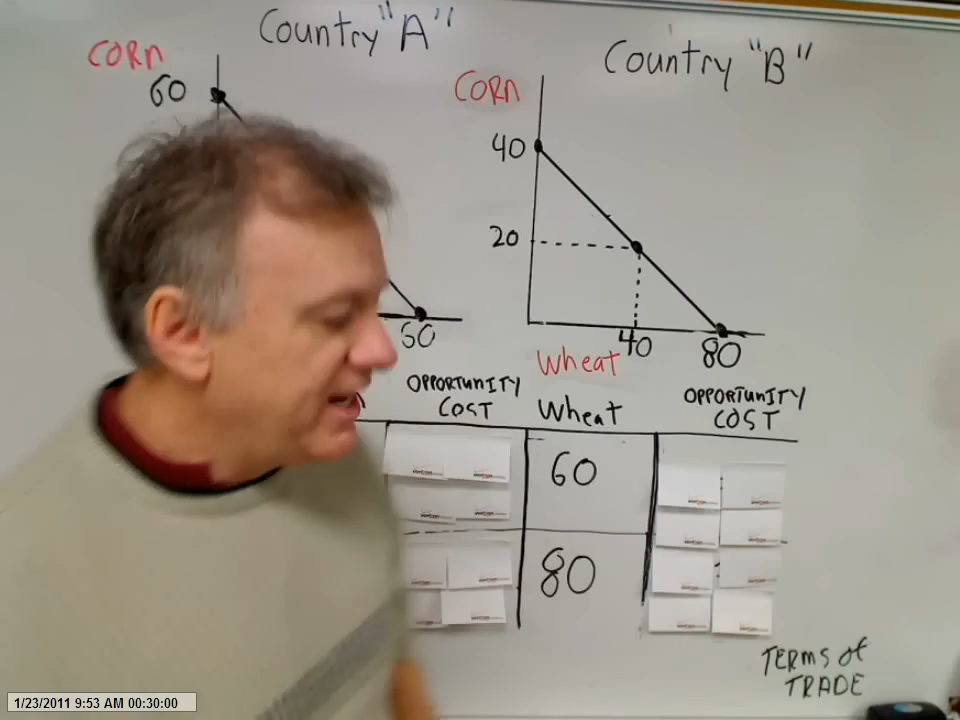 Country "A"
CORN
60
60
Country "B"
CORN
40
20
40
80
Wheat
OPPORTUNITY
COST
Wheat
OPPORTUNITY
COST
60
80
TERMS of
TRADE
1/23/2011 9:53 AM 00:30:00